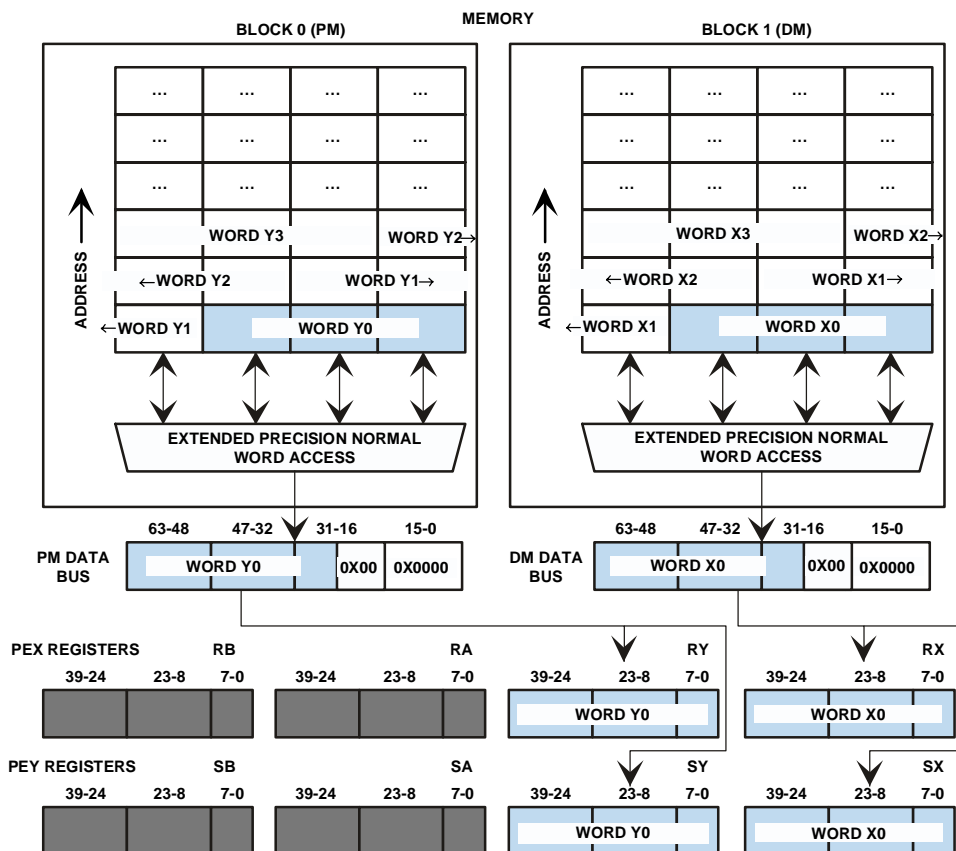 MEMORY
BLOCK 0 (PM) BLOCK 1 (DM)
... ... ... ... ... ... ... ...
... ... ... ... ... ... ... ...
... ... ... ... ... ... ... ...
WORD Y3 WORD Y2→ WORD X3 WORD X2→
←WORD Y2 WORD Y1→ ←WORD X2 WORD X1→
←WORD Y1 WORD Y0 ←WORD X1 WORD X0
ADDRESS ADDRESS
EXTENDED PRECISION NORMAL EXTENDED PRECISION NORMAL
WORD ACCESS WORD ACCESS
63-48 47-32 31-16 15-0 63-48 47-32 31-16 15-0
PM DATA WORD Y0 0X00 0X0000 DM DATA WORD X0 0X00 0X0000
BUS BUS
PEX REGISTERS RB RA RY RX
39-24 23-8 7-0 39-24 23-8 7-0 39-24 23-8 7-0 39-24 23-8 7-0
WORD Y0 WORD X0
PEY REGISTERS SB SA SY SX
39-24 23-8 7-0 39-24 23-8 7-0 39-24 23-8 7-0 39-24 23-8 7-0
WORD Y0 WORD X0